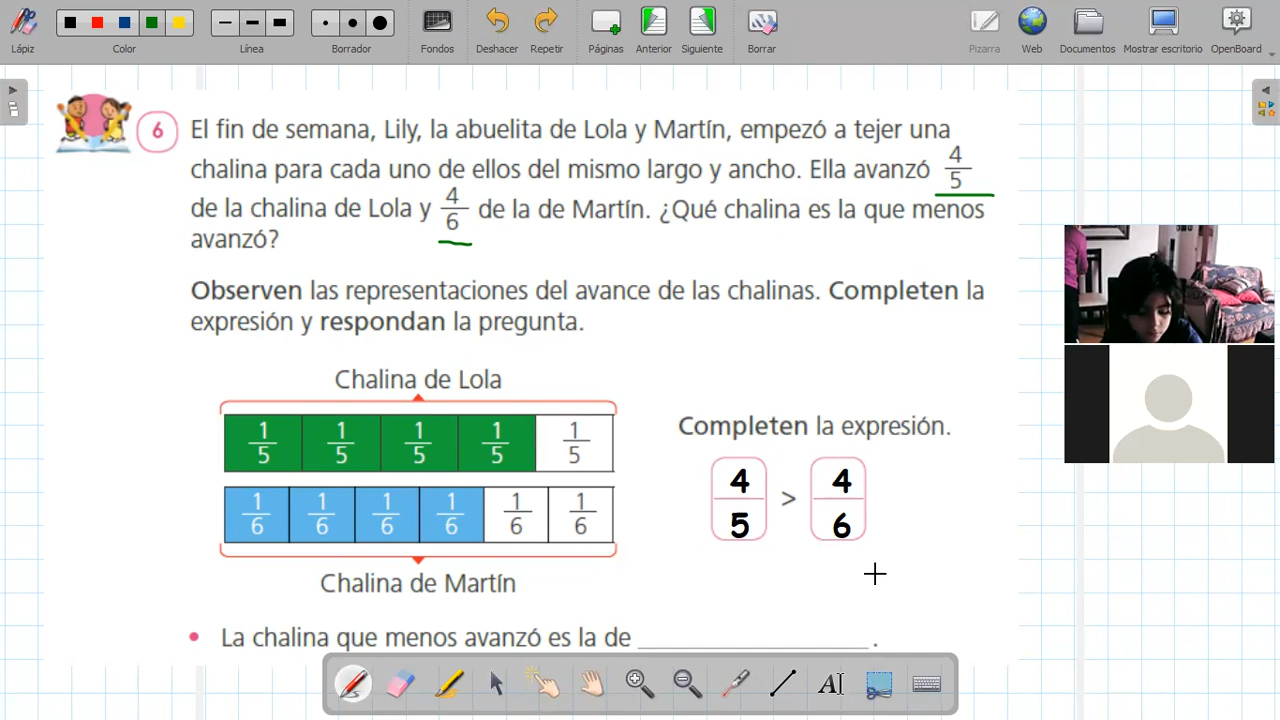 Lápiz
Color
Línea
Borrador
Fondos
Deshacer
Repetir
Páginas
Anterior
Siguiente
Borrar
Pizarra
Web
Documentos
Mostrar escritorio
OpenBoard
6
El fin de semana, Lily, la abuelita de Lola y Martín, empezó a tejer una
chalina para cada uno de ellos del mismo largo y ancho. Ella avanzó 4/5
de la chalina de Lola y 4/6 de la de Martín. ¿Qué chalina es la que menos
avanzó?
Observen las representaciones del avance de las chalinas. Completen la
expresión y respondan la pregunta.
Chalina de Lola
1/5 1/5 1/5 1/5 1/5
1/6 1/6 1/6 1/6 1/6 1/6
Chalina de Martín
Completen la expresión.
4/5 > 4/6
• La chalina que menos avanzó es la de ____________________.
AI